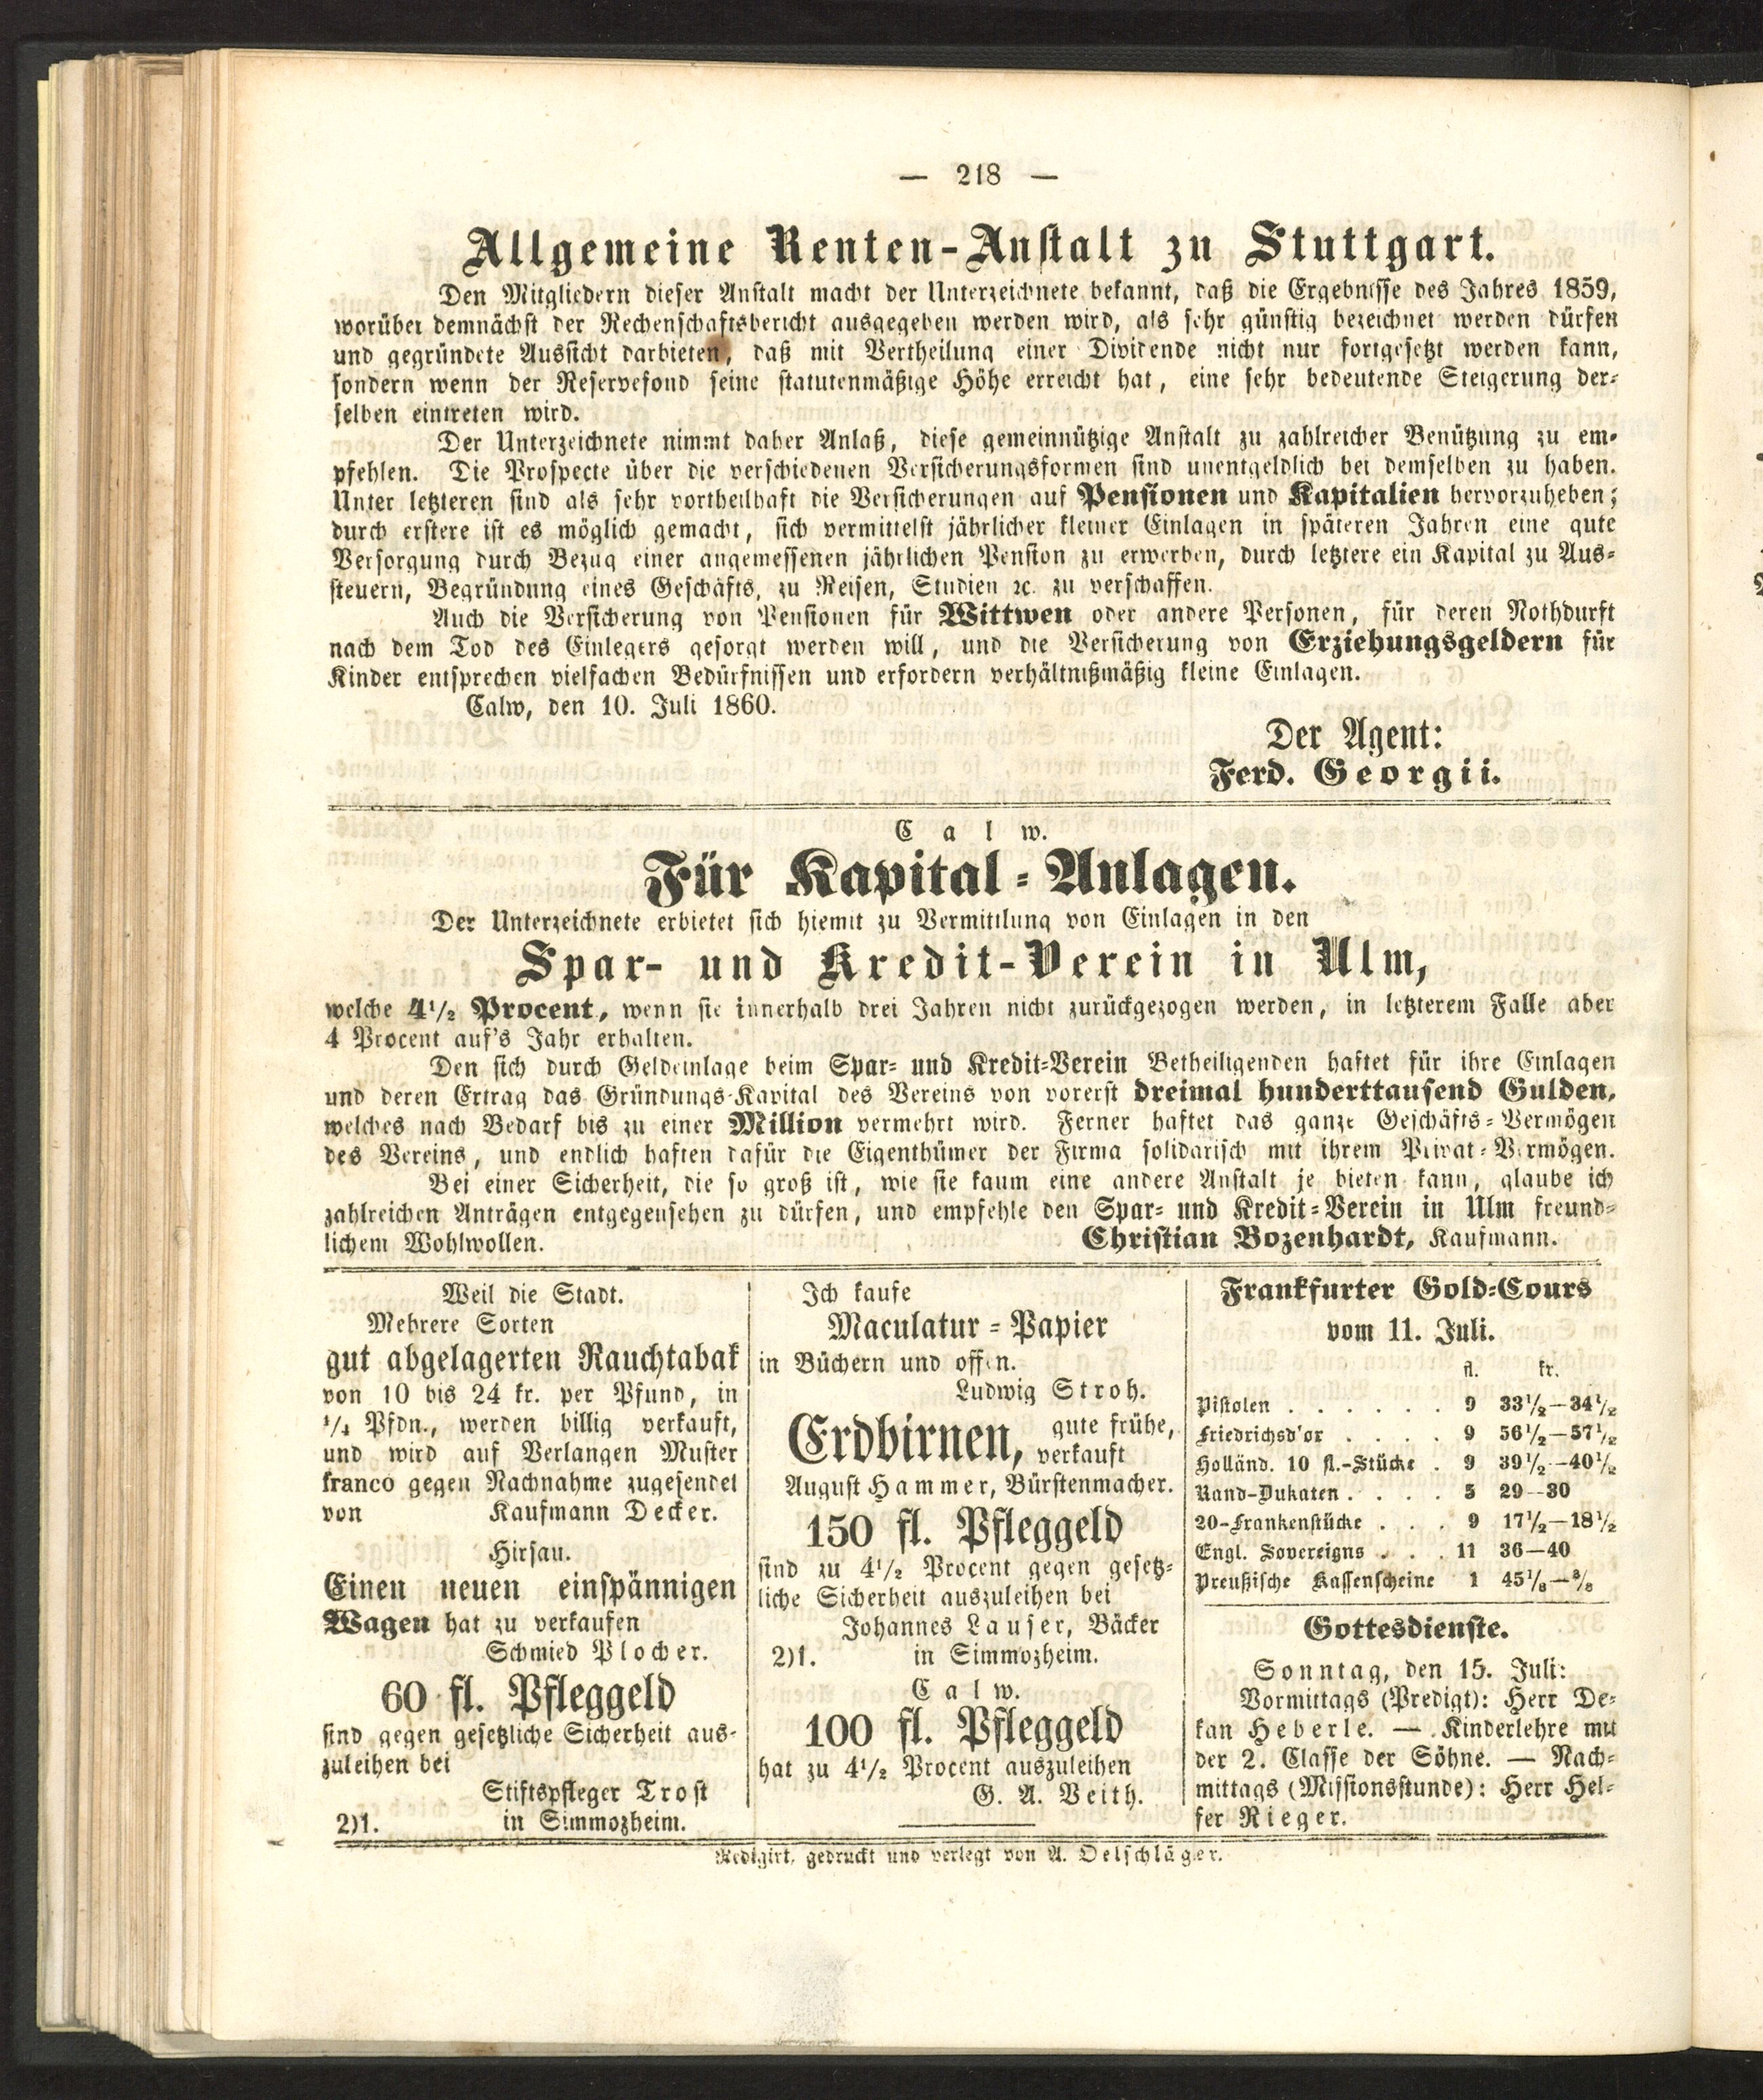 — 218 —
Allgemeine Renten-Anstalt zu Stuttgart.
Den Mitgliedern dieser Anstalt macht der Unterzeichnete bekannt, daß die Ergebnisse des Jahres 1859,
worüber demnächst der Rechenschaftsbericht ausgegeben werden wird, als sehr günstig bezeichnet werden dürfen
und gegründete Aussicht darbieten, daß mit Vertheilung einer Dividende nicht nur fortgesetzt werden kann,
sondern wenn der Reservefond seine statutenmäßige Höhe erreicht hat, eine sehr bedeutende Steigerung der-
selben eintreten wird.
Der Unterzeichnete nimmt daher Anlaß, diese gemeinnützige Anstalt zu zahlreicher Benützung zu em-
pfehlen. Die Prospecte über die verschiedenen Versicherungsformen sind unentgeldlich bei demselben zu haben.
Unter letzteren sind als sehr vortheilhaft die Versicherungen auf Pensionen und Kapitalien hervorzuheben;
durch erstere ist es möglich gemacht, sich vermittelst jährlicher kleiner Einlagen in späteren Jahren eine gute
Versorgung durch Bezug einer angemessenen jährlichen Pension zu erwerben, durch letztere ein Kapital zu Aus-
steuern, Begründung eines Geschäfts, zu Reisen, Studien ꝛc. zu verschaffen.
Auch die Versicherung von Pensionen für Wittwen oder andere Personen, für deren Nothdurft
nach dem Tod des Einlegers gesorgt werden will, und die Versicherung von Erziehungsgeldern für
Kinder entsprechen vielfachen Bedürfnissen und erfordern verhältnißmäßig kleine Einlagen.
Calw, den 10. Juli 1860.
Der Agent:
Ferd. Georgii.
Calw.
Für Kapital-Anlagen.
Der Unterzeichnete erbietet sich hiemit zu Vermittlung von Einlagen in den
Spar- und Kredit-Verein in Ulm,
welche 4½ Procent, wenn sie innerhalb drei Jahren nicht zurückgezogen werden, in letzterem Falle aber
4 Procent auf's Jahr erhalten.
Den sich durch Geldeinlage beim Spar- und Kredit-Verein Betheiligenden haftet für ihre Einlagen
und deren Ertrag das Gründungs-Kapital des Vereins von vorerst dreimal hunderttausend Gulden,
welches nach Bedarf bis zu einer Million vermehrt wird. Ferner haftet das ganze Geschäfts-Vermögen
des Vereins, und endlich haften dafür die Eigenthümer der Firma solidarisch mit ihrem Privat-Vermögen.
Bei einer Sicherheit, die so groß ist, wie sie kaum eine andere Anstalt je bieten kann, glaube ich
zahlreichen Anträgen entgegensehen zu dürfen, und empfehle den Spar- und Kredit-Verein in Ulm freund-
lichem Wohlwollen.
Christian Bozenhardt, Kaufmann.
Weil die Stadt.
Mehrere Sorten
gut abgelagerten Rauchtabak
von 10 bis 24 kr. per Pfund, in
¼ Pfdn., werden billig verkauft,
und wird auf Verlangen Muster
franco gegen Nachnahme zugesendet
von Kaufmann Decker.
Hirsau.
Einen neuen einspännigen
Wagen hat zu verkaufen
Schmied Plocher.
60 fl. Pfleggeld
sind gegen gesetzliche Sicherheit aus-
zuleihen bei
Stiftspfleger Trost
2)1. in Simmozheim.
Ich kaufe
Maculatur-Papier
in Büchern und offen.
Ludwig Stroh.
Erdbirnen, gute frühe,
verkauft
August Hammer, Bürstenmacher.
150 fl. Pfleggeld
sind zu 4½ Procent gegen gesetz-
liche Sicherheit auszuleihen bei
Johannes Lauser, Bäcker
2)1. in Simmozheim.
Calw.
100 fl. Pfleggeld
hat zu 4½ Procent auszuleihen
G. A. Veith.
Frankfurter Gold-Cours
vom 11. Juli.
fl. kr.
Pistolen . . . . . . 9 33½—34½
Friedrichsd'or . . . . 9 56½—57½
Holländ. 10 fl.-Stücke . 9 39½—40½
Rand-Dukaten . . . . 5 29—30
20-Frankenstücke . . . 9 17½—18½
Engl. Sovereigns . . . 11 36—40
Preußische Kassenscheine 1 45⅛—⅜
Gottesdienste.
Sonntag, den 15. Juli:
Vormittags (Predigt): Herr De-
kan Heberle. — Kinderlehre mit
der 2. Classe der Söhne. — Nach-
mittags (Missionsstunde): Herr Hel-
fer Rieger.
Redigirt, gedruckt und verlegt von A. Oelschläger.